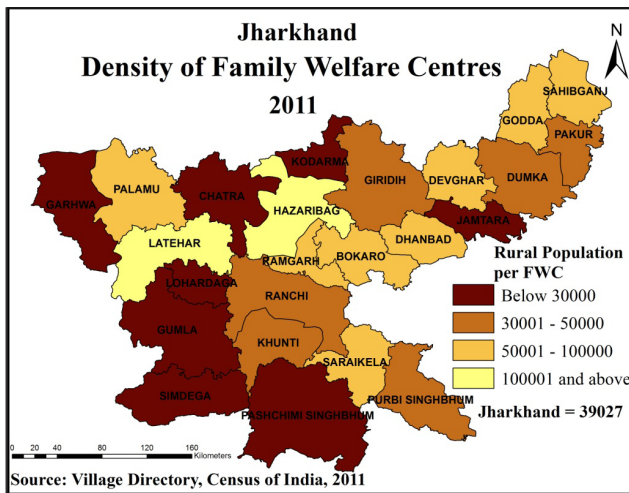 Jharkhand
Density of Family Welfare Centres
2011
N
SAHIBGANJ
GODDA
PAKUR
KODARMA
GIRIDIH
DEVGHAR
DUMKA
GARHWA
PALAMU
CHATRA
HAZARIBAG
JAMTARA
LATEHAR
DHANBAD
BOKARO
RAMGARH
LOHARDAGA
RANCHI
GUMLA
KHUNTI
SARAIKELA
SIMDEGA
PASHCHIMI SINGHBHUM
PURBI SINGHBHUM
Rural Population
per FWC
Below 30000
30001 - 50000
50001 - 100000
100001 and above
Jharkhand = 39027
0 20 40 80 120 160
Kilometers
Source: Village Directory, Census of India, 2011